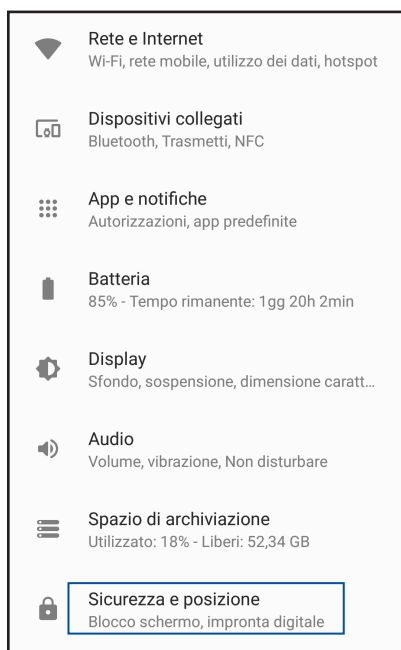 Rete e Internet
Wi-Fi, rete mobile, utilizzo dei dati, hotspot
Dispositivi collegati
Bluetooth, Trasmetti, NFC
App e notifiche
Autorizzazioni, app predefinite
Batteria
85% - Tempo rimanente: 1gg 20h 2min
Display
Sfondo, sospensione, dimensione caratt…
Audio
Volume, vibrazione, Non disturbare
Spazio di archiviazione
Utilizzato: 18% - Liberi: 52,34 GB
Sicurezza e posizione
Blocco schermo, impronta digitale